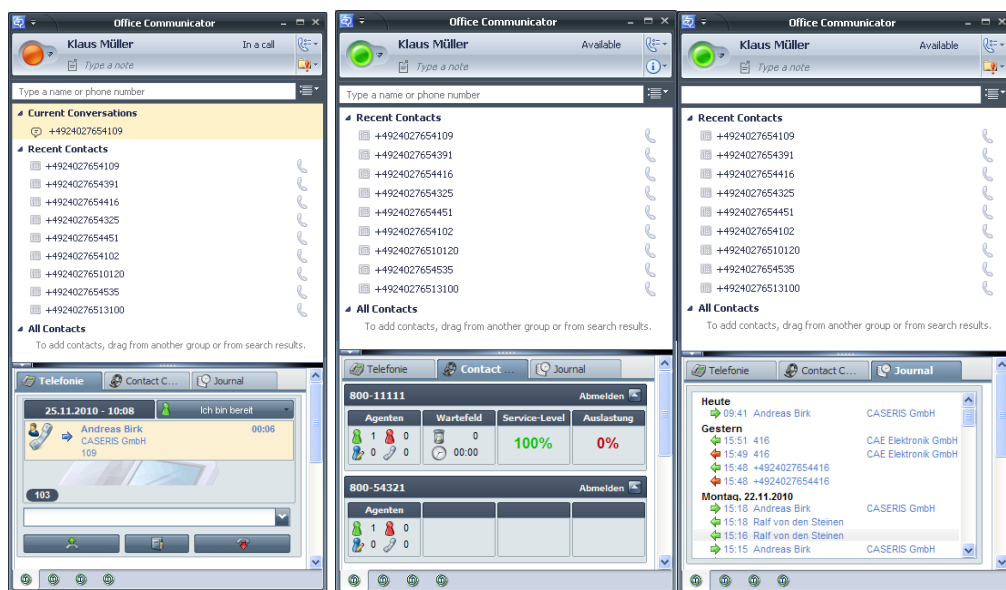 Office Communicator
Klaus Müller In a call
Type a note
Type a name or phone number
Current Conversations
+4924027654109
Recent Contacts
+4924027654109
+4924027654391
+4924027654416
+4924027654325
+4924027654451
+4924027654102
+49240276510120
+4924027654535
+49240276513100
All Contacts
To add contacts, drag from another group or from search results.
Telefonie Contact C... Journal
25.11.2010 - 10:08 Ich bin bereit
Andreas Birk 00:06
CASERIS GmbH
109
103
Office Communicator
Klaus Müller Available
Type a note
Type a name or phone number
Recent Contacts
+4924027654109
+4924027654391
+4924027654416
+4924027654325
+4924027654451
+4924027654102
+49240276510120
+4924027654535
+49240276513100
All Contacts
To add contacts, drag from another group or from search results.
Telefonie Contact ... Journal
800-11111 Abmelden
Agenten Wartefeld Service-Level Auslastung
1 0 0 100% 0%
0 0 00:00
800-54321 Abmelden
Agenten
1 0
0 0
Office Communicator
Klaus Müller Available
Type a note
Recent Contacts
+4924027654109
+4924027654391
+4924027654416
+4924027654325
+4924027654451
+4924027654102
+49240276510120
+4924027654535
+49240276513100
All Contacts
To add contacts, drag from another group or from search results.
Telefonie Contact C... Journal
Heute
09:41 Andreas Birk CASERIS GmbH
Gestern
15:51 416 CAE Elektronik GmbH
15:49 416 CAE Elektronik GmbH
15:48 +4924027654416
15:48 +4924027654416
Montag, 22.11.2010
15:18 Andreas Birk CASERIS GmbH
15:18 Ralf von den Steinen
15:16 Ralf von den Steinen
15:15 Andreas Birk CASERIS GmbH